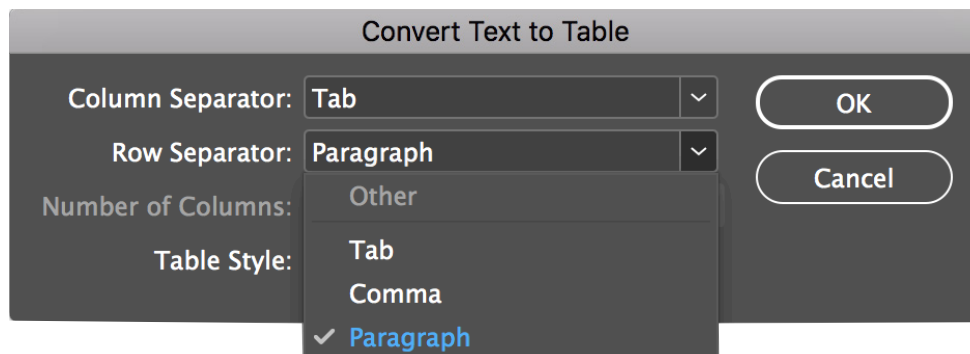 Convert Text to Table
Column Separator: Tab
OK
Row Separator: Paragraph
Cancel
Number of Columns:
Other
Table Style:
Tab
Comma
Paragraph